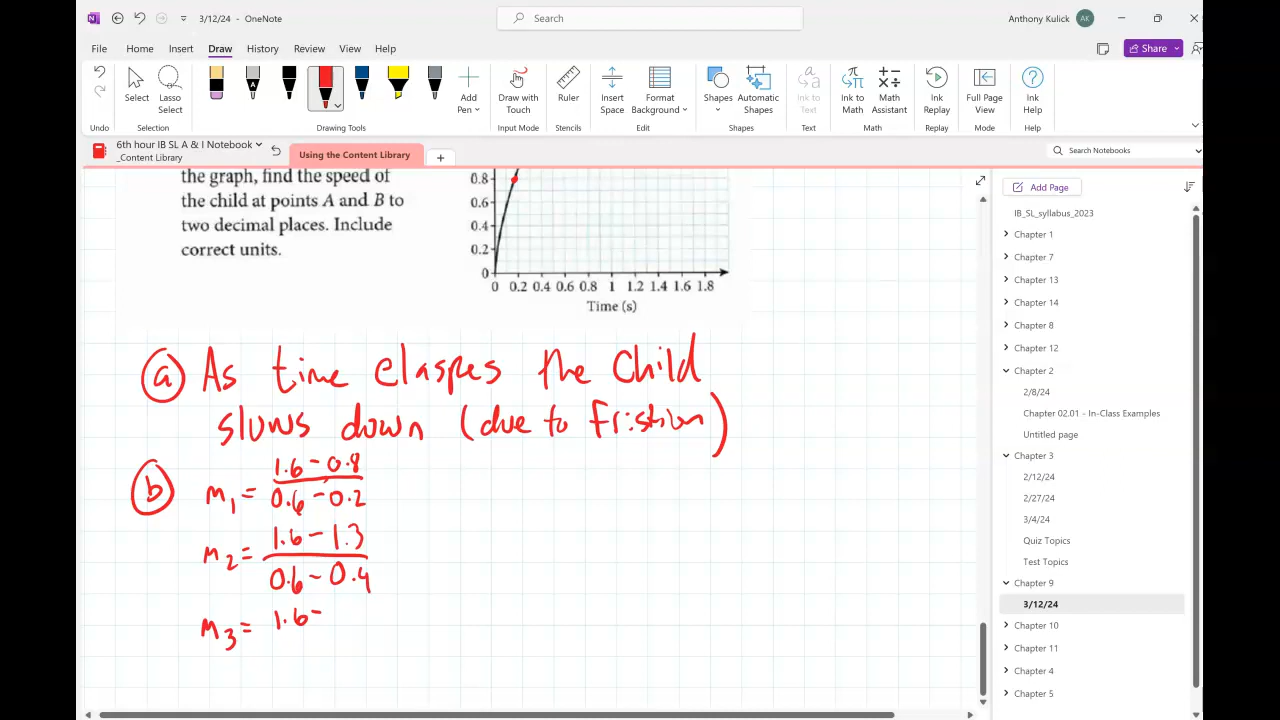 3/12/24 - OneNote
Search
Anthony Kulick
AK
File Home Insert Draw History Review View Help
Share
Select
Lasso Select
Add Pen
Draw with Touch
Ruler
Insert Space
Format Background
Shapes
Automatic Shapes
Ink to Text
Ink to Math
Math Assistant
Ink Replay
Full Page View
Ink Help
Undo
Selection
Drawing Tools
Input Mode
Stencils
Edit
Shapes
Text
Math
Replay
Mode
Help
6th hour IB SL A & I Notebook
_Content Library
Using the Content Library
Search Notebooks
the graph, find the speed of
the child at points A and B to
two decimal places. Include
correct units.
0.8
0.6
0.4
0.2
0
0 0.2 0.4 0.6 0.8 1 1.2 1.4 1.6 1.8
Time (s)
a As time elaspes the Child
slows down (due to friction)
b m1 = 1.6 - 0.8
0.6 - 0.2
m2 = 1.6 - 1.3
0.6 - 0.4
m3 = 1.6 -
Add Page
IB_SL_syllabus_2023
Chapter 1
Chapter 7
Chapter 13
Chapter 14
Chapter 8
Chapter 12
Chapter 2
2/8/24
Chapter 02.01 - In-Class Examples
Untitled page
Chapter 3
2/12/24
2/27/24
3/4/24
Quiz Topics
Test Topics
Chapter 9
3/12/24
Chapter 10
Chapter 11
Chapter 4
Chapter 5